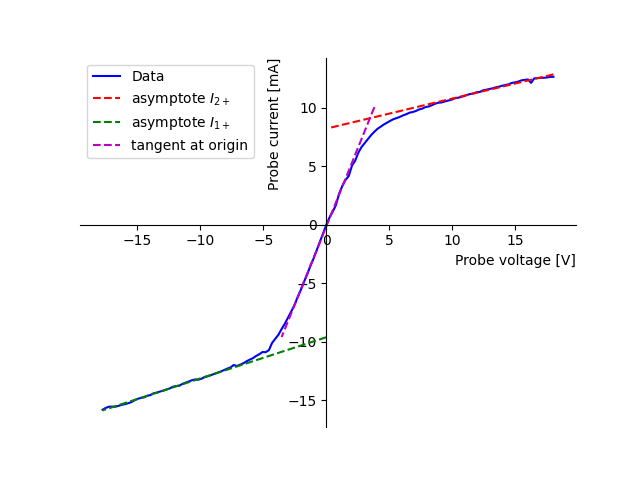 Data
asymptote I2+
asymptote I1+
tangent at origin
Probe current [mA]
10
5
0
−5
−10
−15
−15
−10
−5
0
5
10
15
Probe voltage [V]